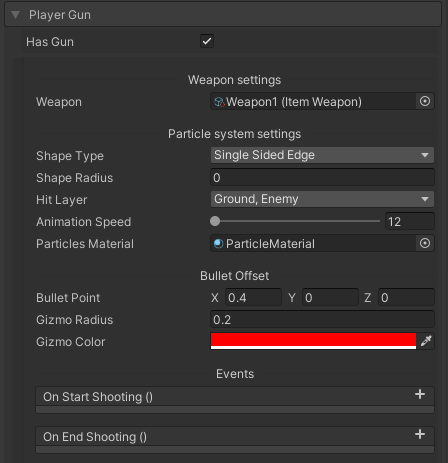 Player Gun
Has Gun
Weapon settings
Weapon Weapon1 (Item Weapon)
Particle system settings
Shape Type Single Sided Edge
Shape Radius 0
Hit Layer Ground, Enemy
Animation Speed 12
Particles Material ParticleMaterial
Bullet Offset
Bullet Point X 0.4 Y 0 Z 0
Gizmo Radius 0.2
Gizmo Color
Events
On Start Shooting ()
On End Shooting ()